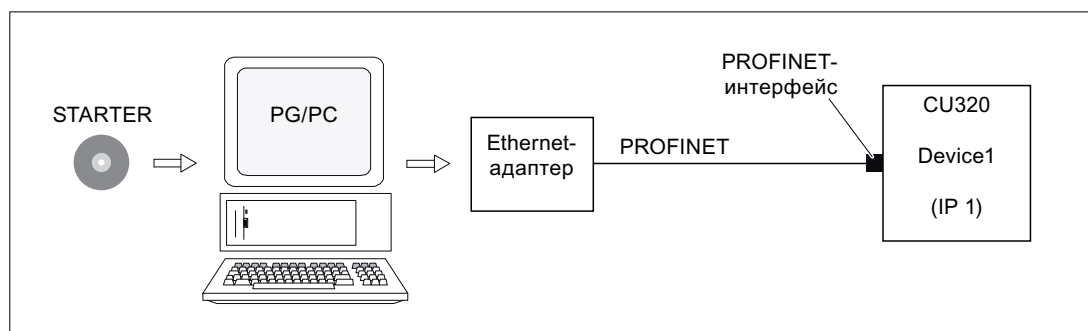 STARTER
PG/PC
Ethernet-
адаптер
PROFINET
PROFINET-
интерфейс
CU320
Device1
(IP 1)